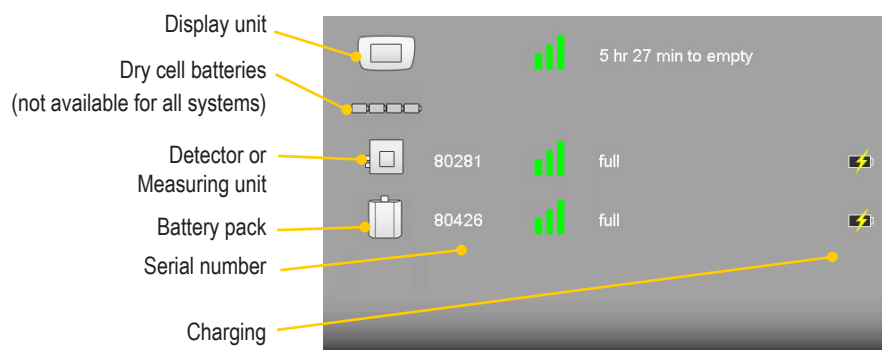 Display unit
5 hr 27 min to empty
Dry cell batteries
(not available for all systems)
Detector or
Measuring unit
80281
full
Battery pack
80426
full
Serial number
Charging